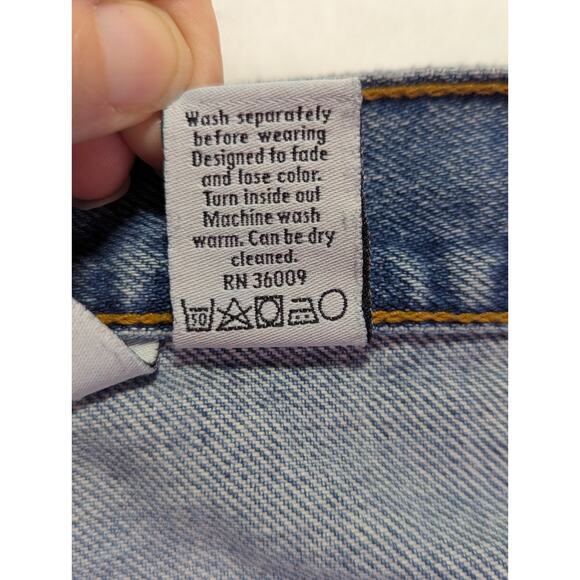 Wash separately
before wearing
Designed to fade
and lose color.
Turn inside out
Machine wash
warm. Can be dry
cleaned.
RN 36009
50